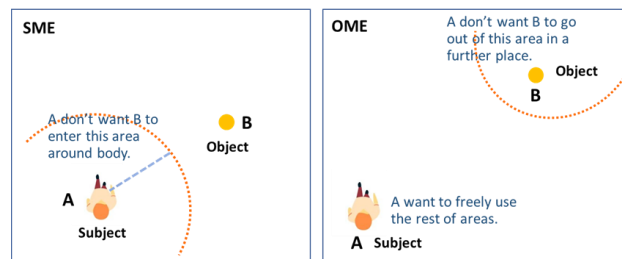 SME
A don't want B to
enter this area
around body.
B
Object
A
Subject
OME
A don't want B to go
out of this area in a
further place.
Object
B
A want to freely use
the rest of areas.
A Subject